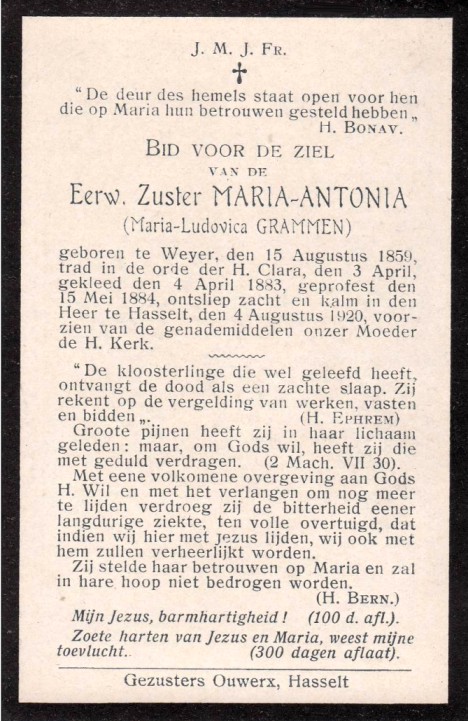 J. M. J. Fr.
✝
“De deur des hemels staat open voor hen
die op Maria hun betrouwen gesteld hebben„
H. Bonav.
Bid voor de ziel
van de
Eerw. Zuster MARIA-ANTONIA
(Maria-Ludovica GRAMMEN)
geboren te Weyer, den 15 Augustus 1859,
trad in de orde der H. Clara, den 3 April,
gekleed den 4 April 1883, geprofest den
15 Mei 1884, ontsliep zacht en kalm in den
Heer te Hasselt, den 4 Augustus 1920, voor-
zien van de genademiddelen onzer Moeder
de H. Kerk.
“De kloosterlinge die wel geleefd heeft,
ontvangt de dood als een zachte slaap. Zij
rekent op de vergelding van werken, vasten
en bidden„. (H. Ephrem)
Groote pijnen heeft zij in haar lichaam
geleden: maar, om Gods wil, heeft zij die
met geduld verdragen. (2 Mach. VII 30).
Met eene volkomene overgeving aan Gods
H. Wil en met het verlangen om nog meer
te lijden verdroeg zij de bitterheid eener
langdurige ziekte, ten volle overtuigd, dat
indien wij hier met jezus lijden, wij ook met
hem zullen verheerlijkt worden.
Zij stelde haar betrouwen op Maria en zal
in hare hoop niet bedrogen worden.
(H. Bern.)
Mijn Jezus, barmhartigheid! (100 d. afl.).
Zoete harten van Jezus en Maria, weest mijne
toevlucht. (300 dagen aflaat).
Gezusters Ouwerx, Hasselt